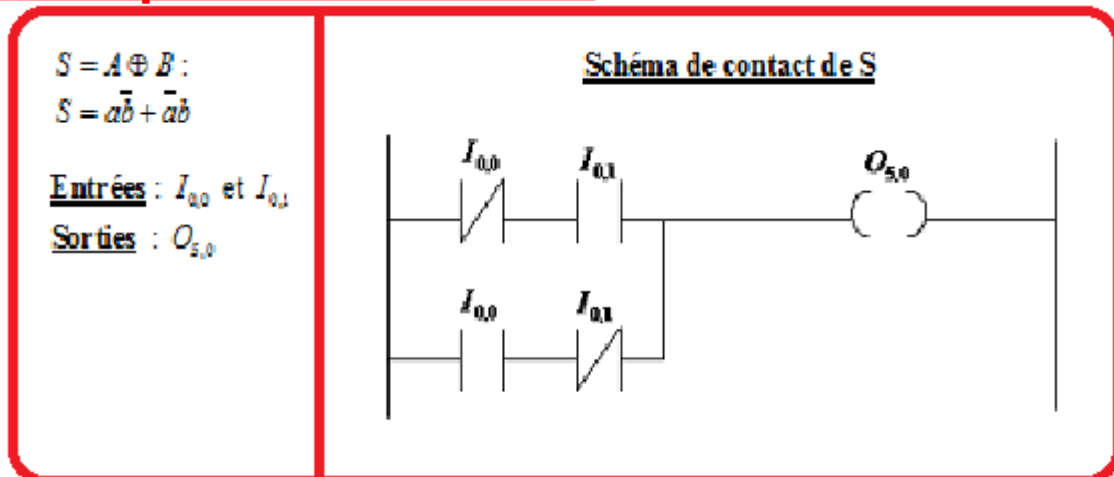 S = A ⊕ B :
S = ab̅ + a̅b
Entrées : I0,0 et I0,1
Sorties : O5,0
Schéma de contact de S
I0,0 I0,1 O5,0
I0,0 I0,1